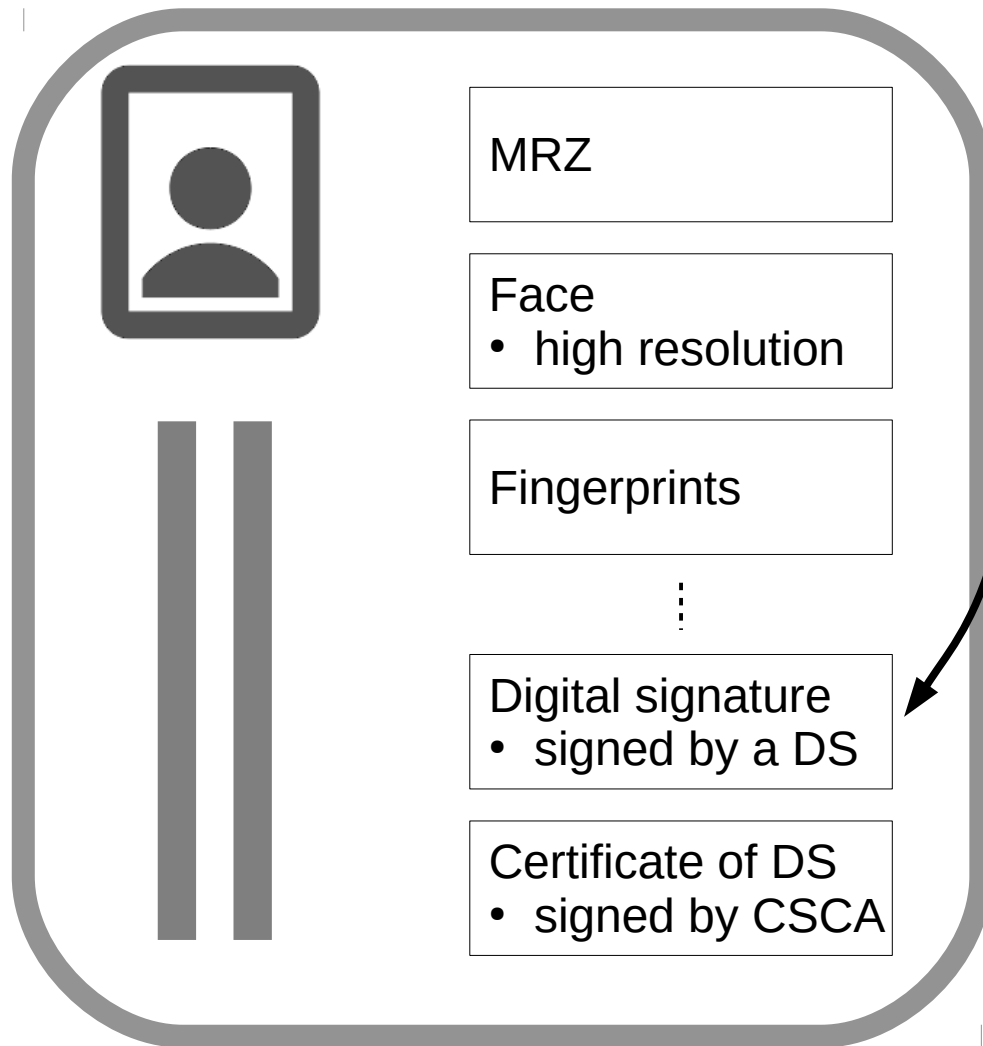 MRZ
Face
• high resolution
Fingerprints
Digital signature
• signed by a DS
Certificate of DS
• signed by CSCA